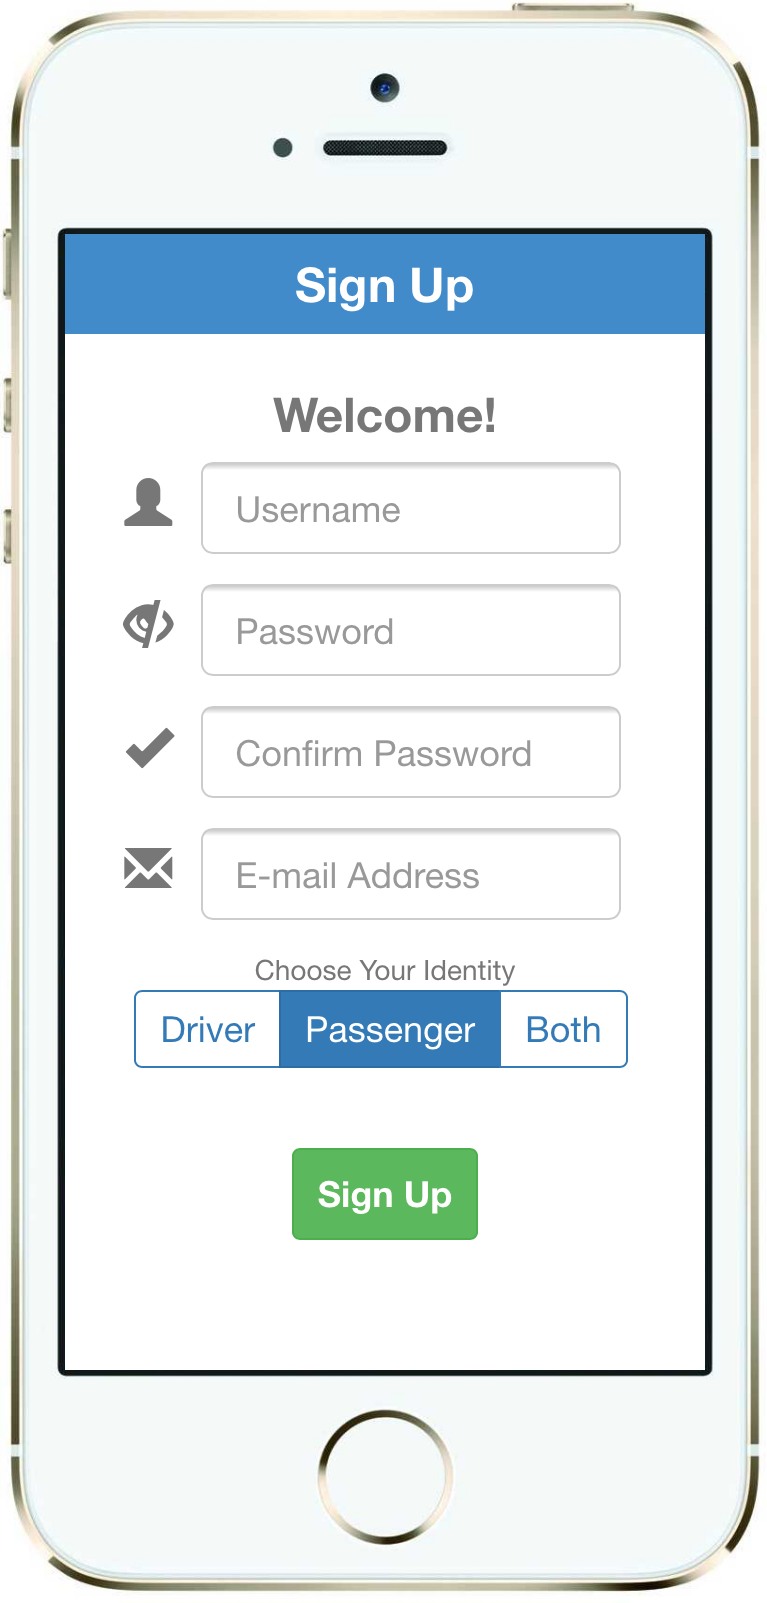 Sign Up
Welcome!
Username
Password
Confirm Password
E-mail Address
Choose Your Identity
Driver Passenger Both
Sign Up